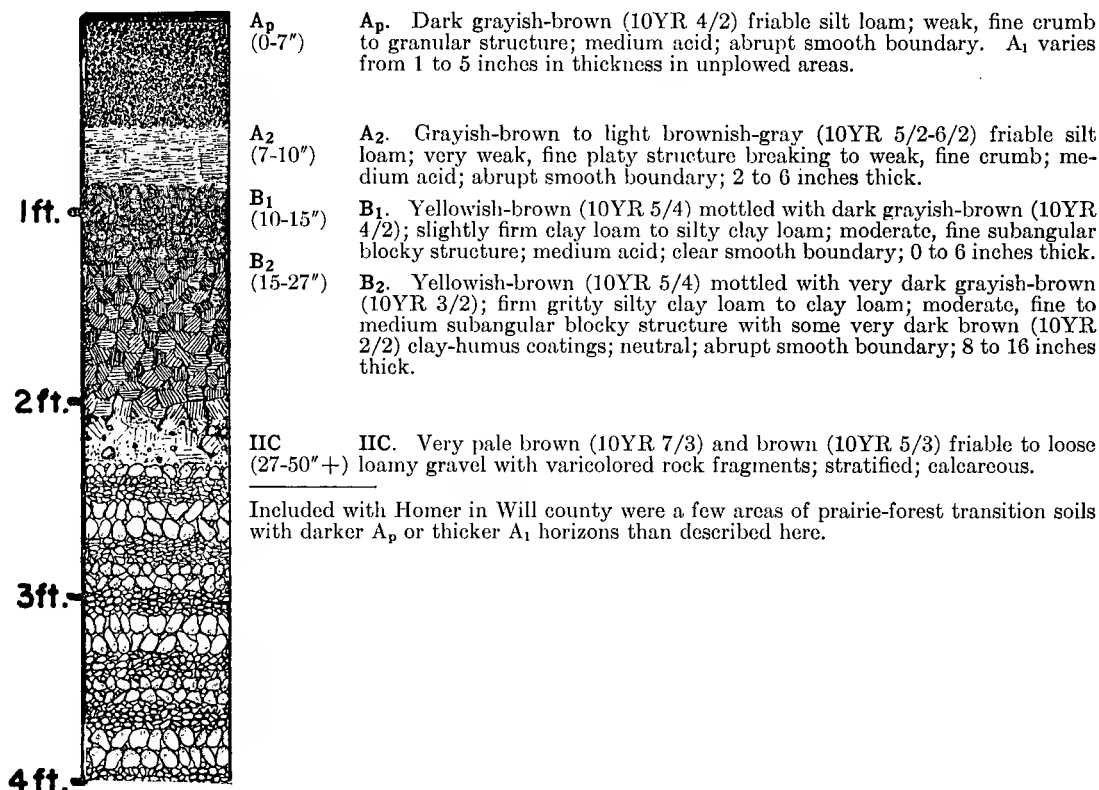 Ap
(0-7″)
Ap. Dark grayish-brown (10YR 4/2) friable silt loam; weak, fine crumb
to granular structure; medium acid; abrupt smooth boundary. A1 varies
from 1 to 5 inches in thickness in unplowed areas.
A2
(7-10″)
A2. Grayish-brown to light brownish-gray (10YR 5/2-6/2) friable silt
loam; very weak, fine platy structure breaking to weak, fine crumb; me-
dium acid; abrupt smooth boundary; 2 to 6 inches thick.
1ft.
B1
(10-15″)
B1. Yellowish-brown (10YR 5/4) mottled with dark grayish-brown (10YR
4/2); slightly firm clay loam to silty clay loam; moderate, fine subangular
blocky structure; medium acid; clear smooth boundary; 0 to 6 inches thick.
B2
(15-27″)
B2. Yellowish-brown (10YR 5/4) mottled with very dark grayish-brown
(10YR 3/2); firm gritty silty clay loam to clay loam; moderate, fine to
medium subangular blocky structure with some very dark brown (10YR
2/2) clay-humus coatings; neutral; abrupt smooth boundary; 8 to 16 inches
thick.
2ft.
IIC
(27-50″+)
IIC. Very pale brown (10YR 7/3) and brown (10YR 5/3) friable to loose
loamy gravel with varicolored rock fragments; stratified; calcareous.
Included with Homer in Will county were a few areas of prairie-forest transition soils
with darker Ap or thicker A1 horizons than described here.
3ft.
4ft.